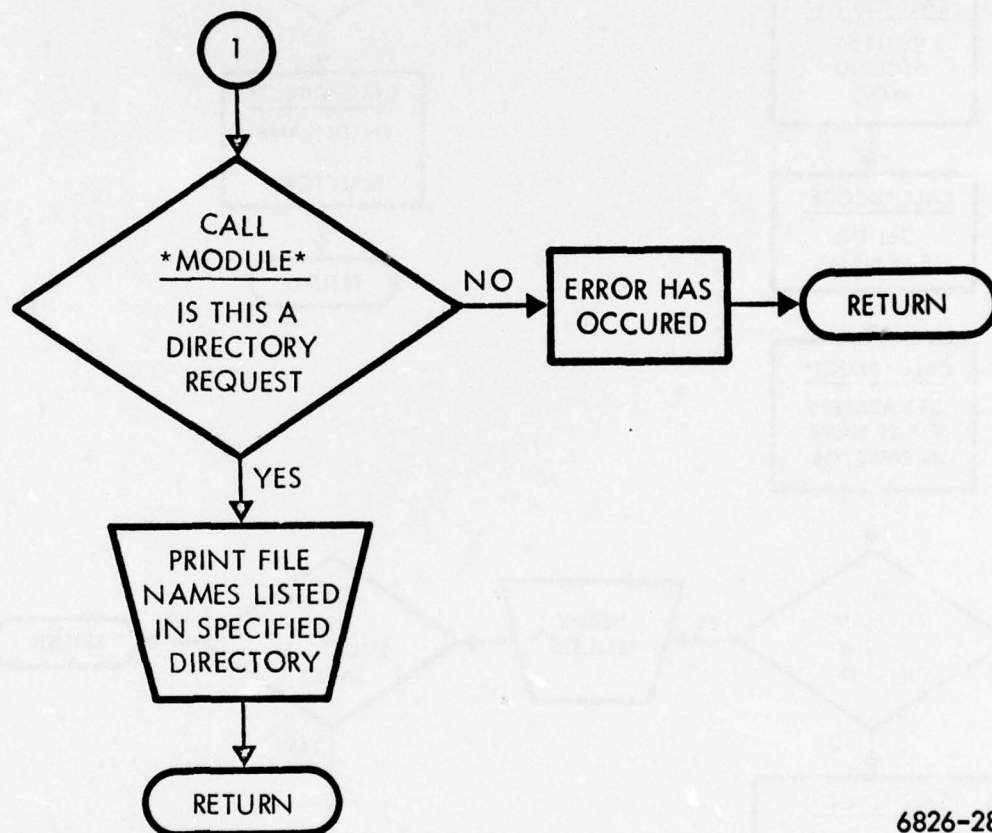 1
CALL
*MODULE*
IS THIS A
DIRECTORY
REQUEST
NO
ERROR HAS
OCCURED
RETURN
YES
PRINT FILE
NAMES LISTED
IN SPECIFIED
DIRECTORY
RETURN
6826-28